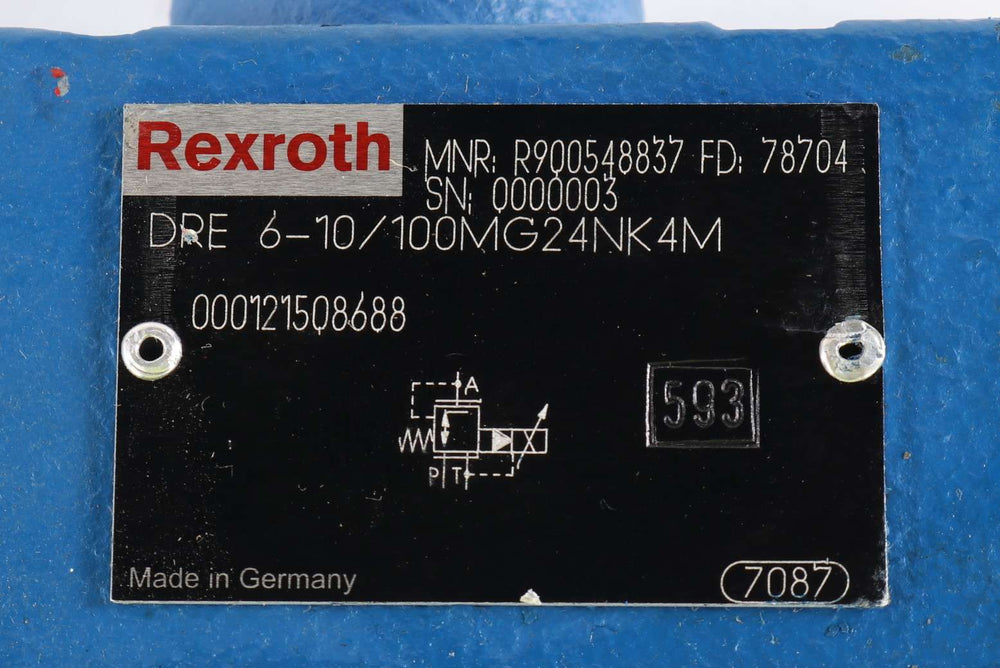 Rexroth
MNR: R900548837 FD: 78704
SN: 0000003
DRE 6-10/100MG24NK4M
000121508688
A
593
P T
Made in Germany
7087